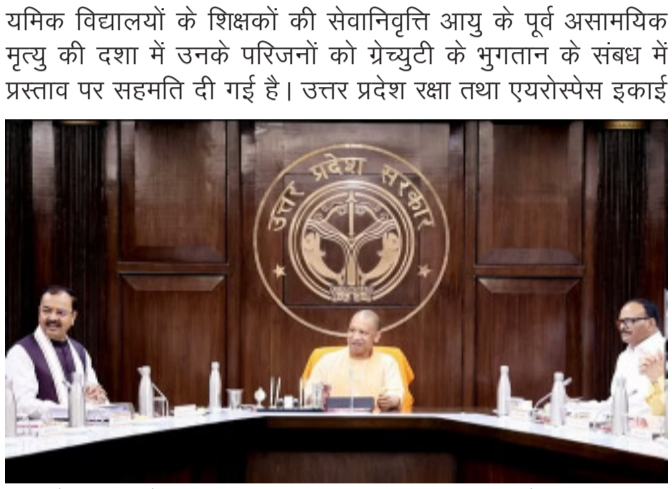 यमिक विद्यालयों के शिक्षकों की सेवानिवृत्ति आयु के पूर्व असामयिक
मृत्यु की दशा में उनके परिजनों को ग्रेच्युटी के भुगतान के संबध में
प्रस्ताव पर सहमति दी गई है। उत्तर प्रदेश रक्षा तथा एयरोस्पेस इकाई
उत्तर प्रदेश सरकार